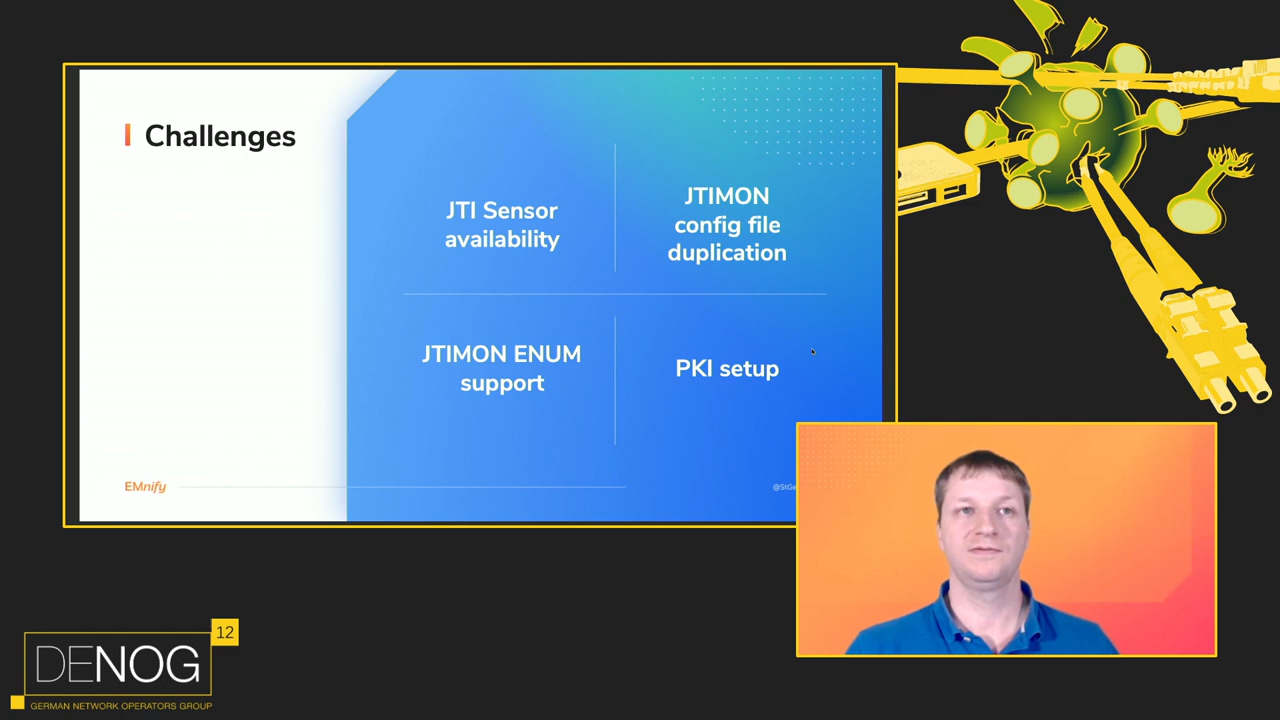 Challenges
JTI Sensor
availability
JTIMON
config file
duplication
JTIMON ENUM
support
PKI setup
EMnify
12
DENOG
GERMAN NETWORK OPERATORS GROUP